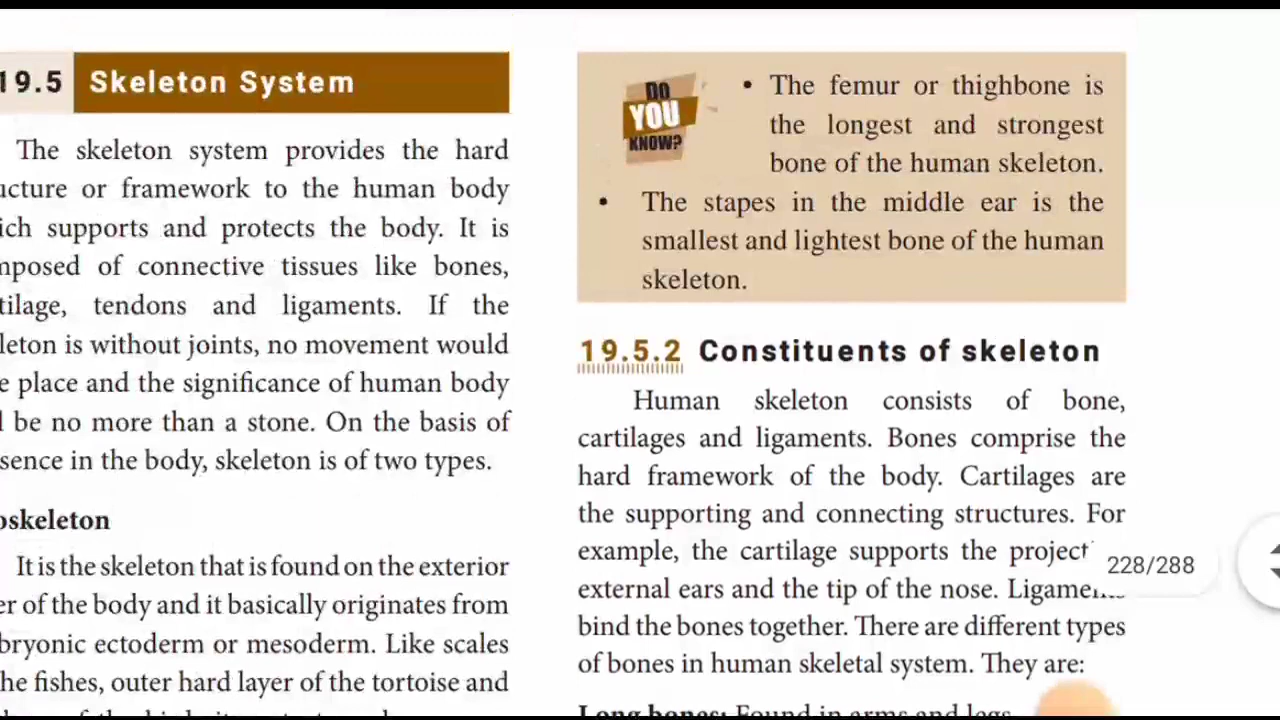 19.5 Skeleton System
The skeleton system provides the hard
ucture or framework to the human body
ich supports and protects the body. It is
mposed of connective tissues like bones,
tilage, tendons and ligaments. If the
leton is without joints, no movement would
e place and the significance of human body
l be no more than a stone. On the basis of
sence in the body, skeleton is of two types.
oskeleton
It is the skeleton that is found on the exterior
er of the body and it basically originates from
bryonic ectoderm or mesoderm. Like scales
he fishes, outer hard layer of the tortoise and
DO
YOU
KNOW?
• The femur or thighbone is
the longest and strongest
bone of the human skeleton.
• The stapes in the middle ear is the
smallest and lightest bone of the human
skeleton.
19.5.2 Constituents of skeleton
Human skeleton consists of bone,
cartilages and ligaments. Bones comprise the
hard framework of the body. Cartilages are
the supporting and connecting structures. For
example, the cartilage supports the project
external ears and the tip of the nose. Ligame
bind the bones together. There are different types
of bones in human skeletal system. They are:
Long bones: Found in arms and legs
228/288